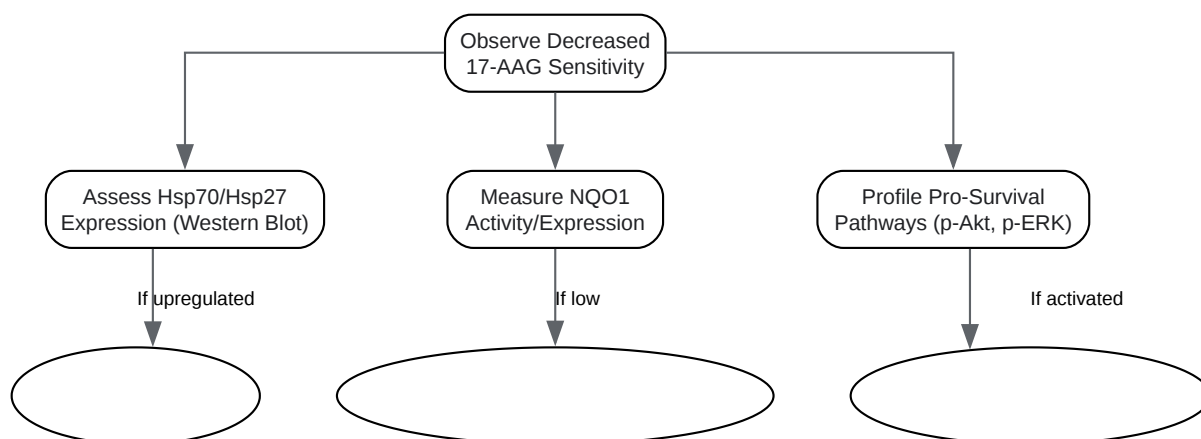 Observe Decreased
17-AAG Sensitivity
Assess Hsp70/Hsp27
Expression (Western Blot)
Measure NQO1
Activity/Expression
Profile Pro-Survival
Pathways (p-Akt, p-ERK)
If upregulated
If low
If activated